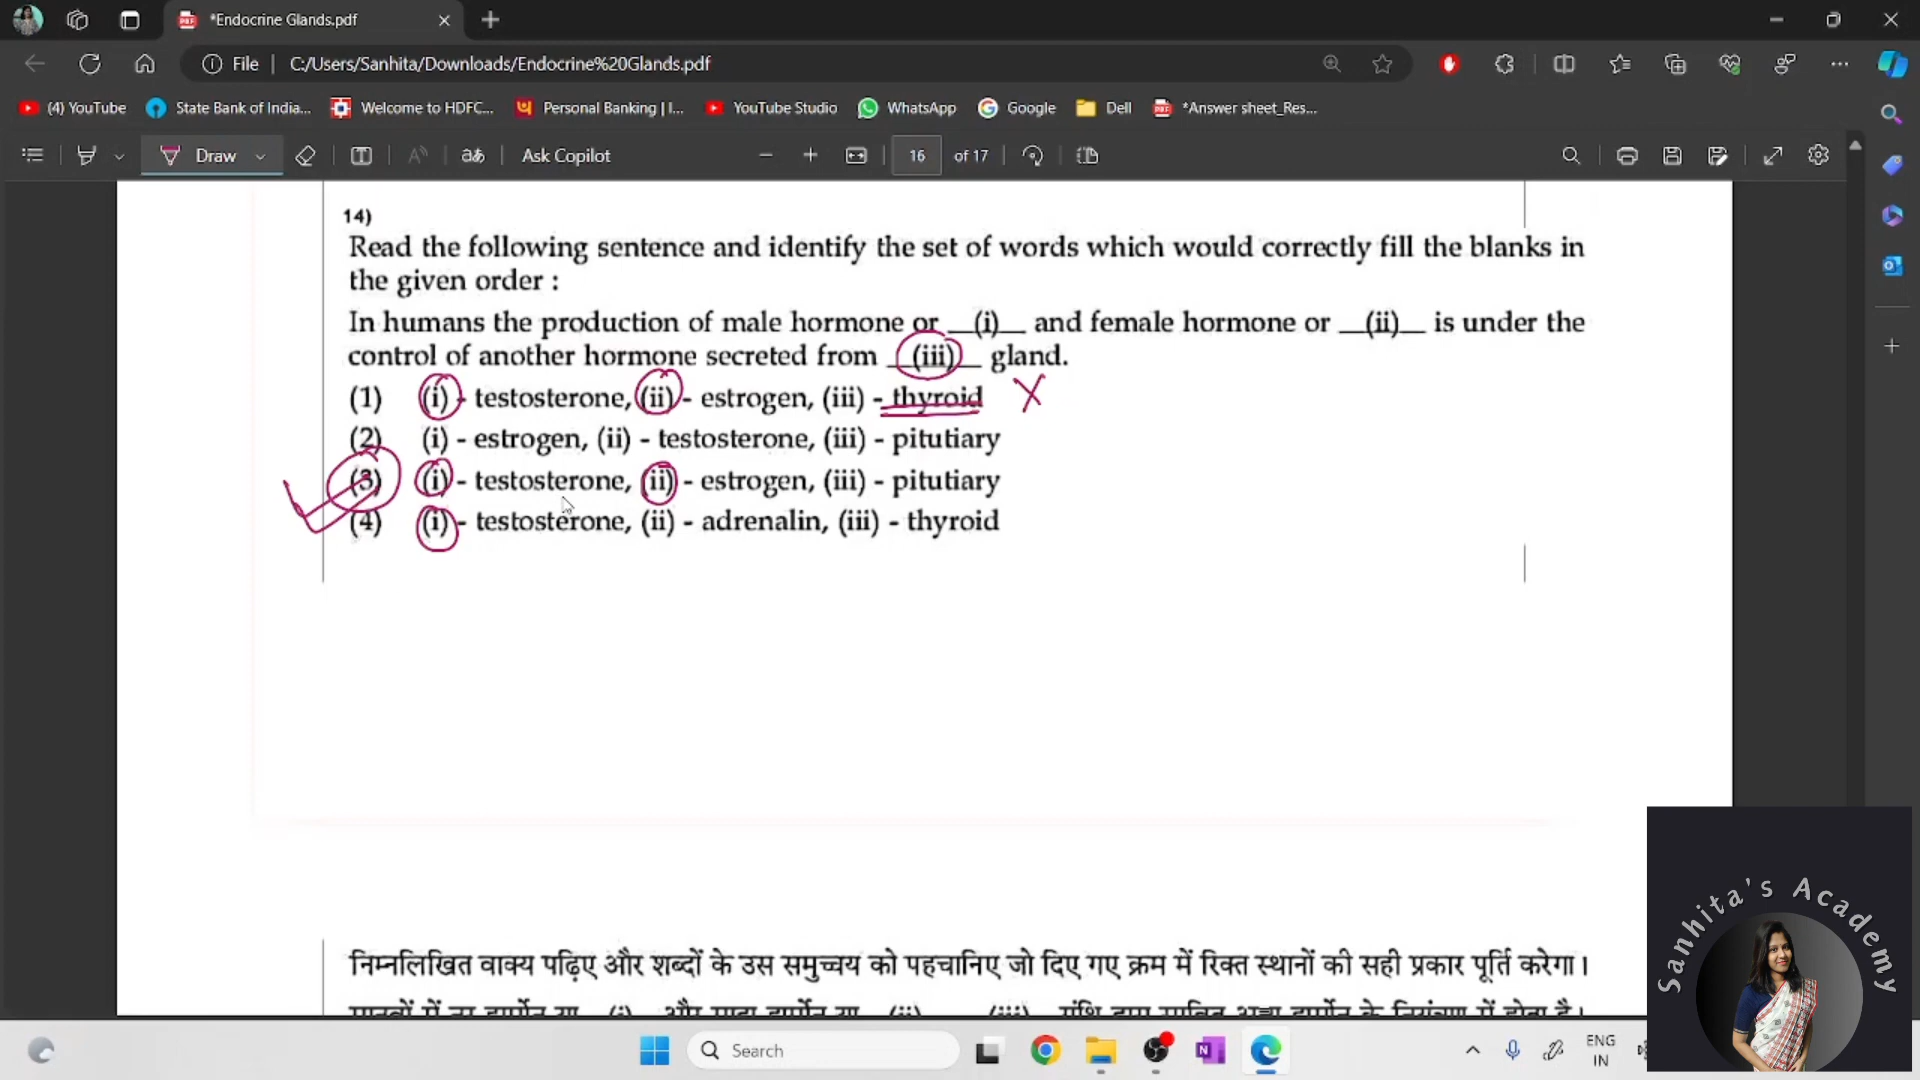 *Endocrine Glands.pdf
File
C:/Users/Sanhita/Downloads/Endocrine%20Glands.pdf
(4) YouTube
State Bank of India...
Welcome to HDFC...
Personal Banking | I...
YouTube Studio
WhatsApp
Google
Dell
*Answer sheet_Res...
Draw
Ask Copilot
16
of 17
14)
Read the following sentence and identify the set of words which would correctly fill the blanks in
the given order :
In humans the production of male hormone or __(i)__ and female hormone or __(ii)__ is under the
control of another hormone secreted from __(iii)__ gland.
(1) (i) - testosterone, (ii) - estrogen, (iii) - thyroid X
(2) (i) - estrogen, (ii) - testosterone, (iii) - pitutiary
(3) (i) - testosterone, (ii) - estrogen, (iii) - pitutiary
(4) (i) - testosterone, (ii) - adrenalin, (iii) - thyroid
निम्नलिखित वाक्य पढ़िए और शब्दों के उस समुच्चय को पहचानिए जो दिए गए क्रम में रिक्त स्थानों की सही प्रकार पूर्ति करेगा।
Sanhita's Academy
Search
ENG
IN